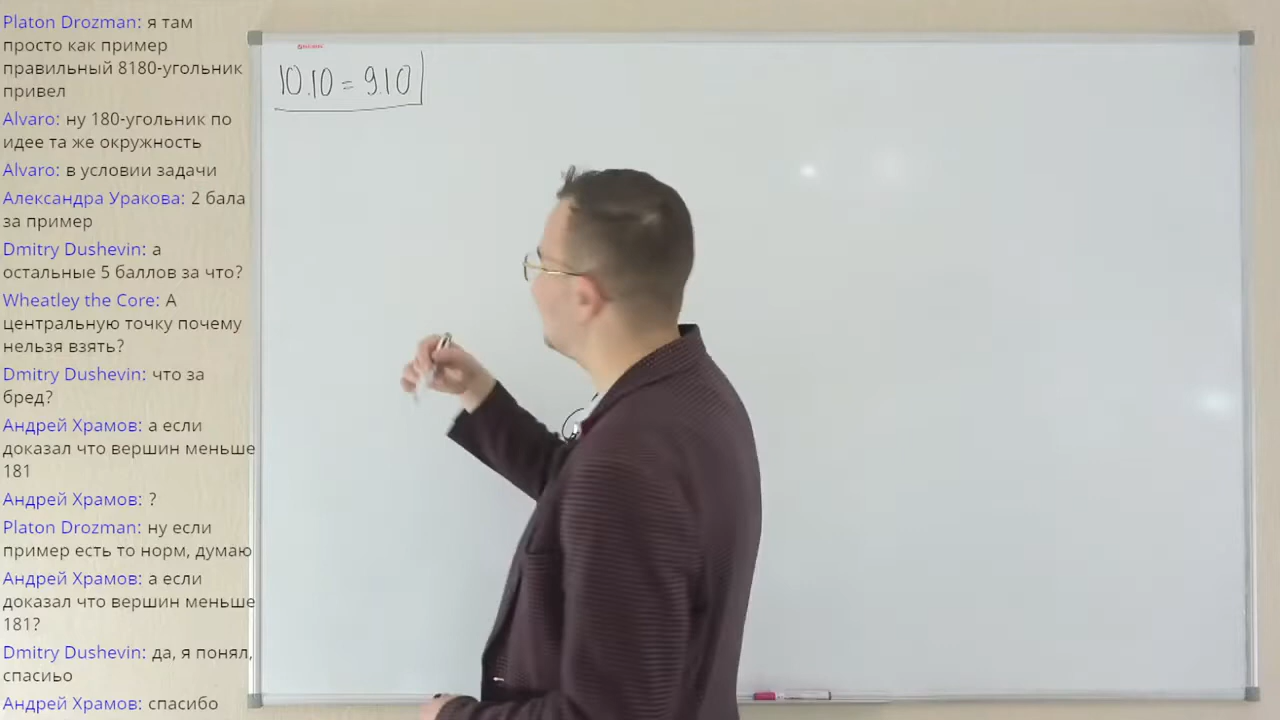 Platon Drozman: я там
просто как пример
правильный 8180-угольник
привел
Alvaro: ну 180-угольник по
идее та же окружность
Alvaro: в условии задачи
Александра Уракова: 2 бала
за пример
Dmitry Dushevin: а
остальные 5 баллов за что?
Wheatley the Core: А
центральную точку почему
нельзя взять?
Dmitry Dushevin: что за
бред?
Андрей Храмов: а если
доказал что вершин меньше
181
Андрей Храмов: ?
Platon Drozman: ну если
пример есть то норм, думаю
Андрей Храмов: а если
доказал что вершин меньше
181?
Dmitry Dushevin: да, я понял,
спасиьо
Андрей Храмов: спасибо
10.10 = 9.10